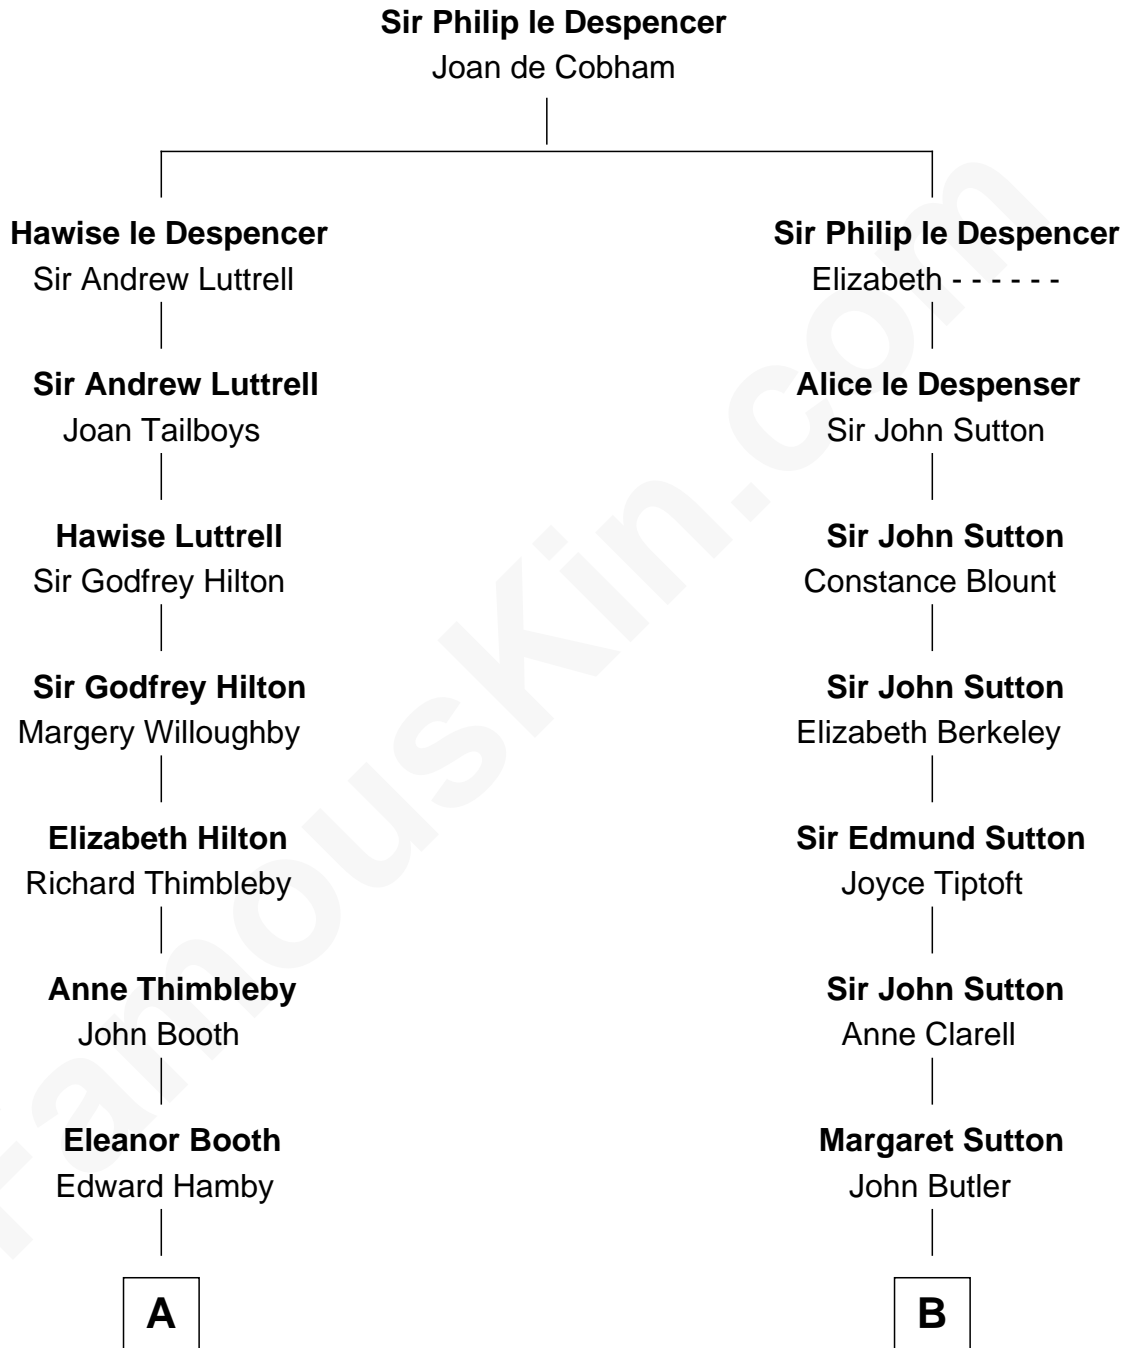 Sir Philip le Despencer
Joan de Cobham
Hawise le Despencer
Sir Andrew Luttrell
Sir Philip le Despencer
Elizabeth - - - - - -
Sir Andrew Luttrell
Joan Tailboys
Alice le Despenser
Sir John Sutton
Hawise Luttrell
Sir Godfrey Hilton
Sir John Sutton
Constance Blount
Sir Godfrey Hilton
Margery Willoughby
Sir John Sutton
Elizabeth Berkeley
Elizabeth Hilton
Richard Thimbleby
Sir Edmund Sutton
Joyce Tiptoft
Anne Thimbleby
John Booth
Sir John Sutton
Anne Clarell
Eleanor Booth
Edward Hamby
Margaret Sutton
John Butler
A
B
FamousKin.com